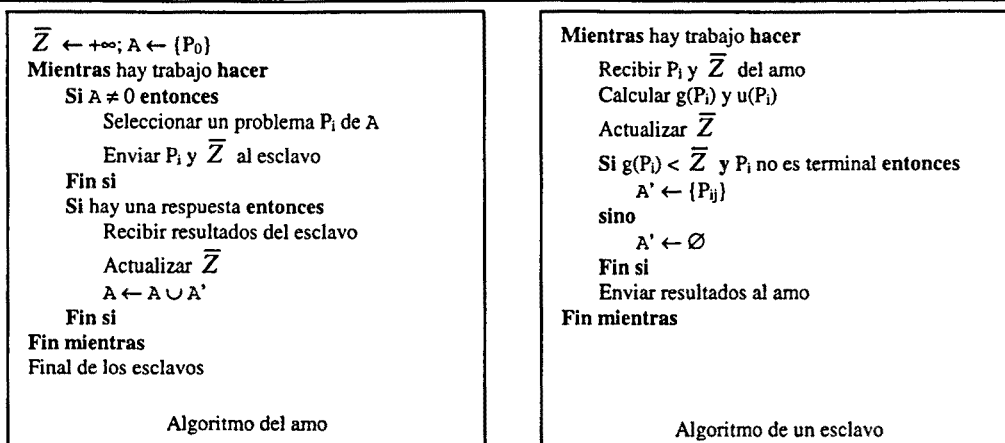 Z̅ ← +∞; A ← {P₀}
Mientras hay trabajo hacer
Si A ≠ 0 entonces
Seleccionar un problema Pᵢ de A
Enviar Pᵢ y Z̅ al esclavo
Fin si
Si hay una respuesta entonces
Recibir resultados del esclavo
Actualizar Z̅
A ← A ∪ A'
Fin si
Fin mientras
Final de los esclavos
Algoritmo del amo
Mientras hay trabajo hacer
Recibir Pᵢ y Z̅ del amo
Calcular g(Pᵢ) y u(Pᵢ)
Actualizar Z̅
Si g(Pᵢ) < Z̅ y Pᵢ no es terminal entonces
A' ← {Pᵢⱼ}
sino
A' ← ∅
Fin si
Enviar resultados al amo
Fin mientras
Algoritmo de un esclavo